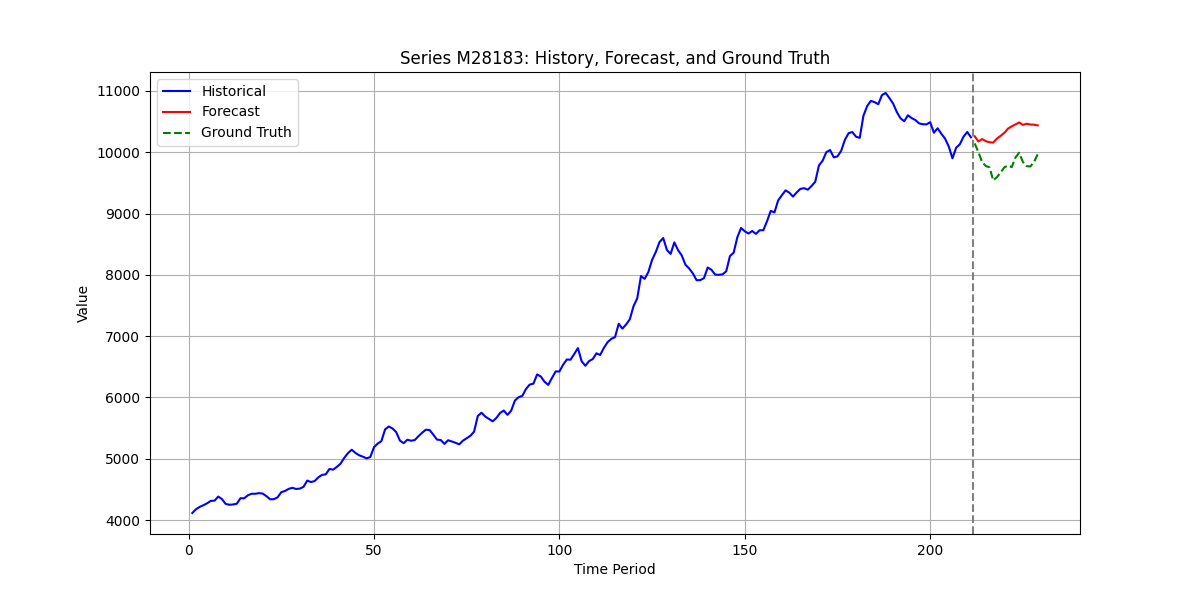 Series M28183: History, Forecast, and Ground Truth
Historical
Forecast
Ground Truth
11000
10000
9000
8000
7000
6000
5000
4000
Value
0
50
100
150
200
Time Period